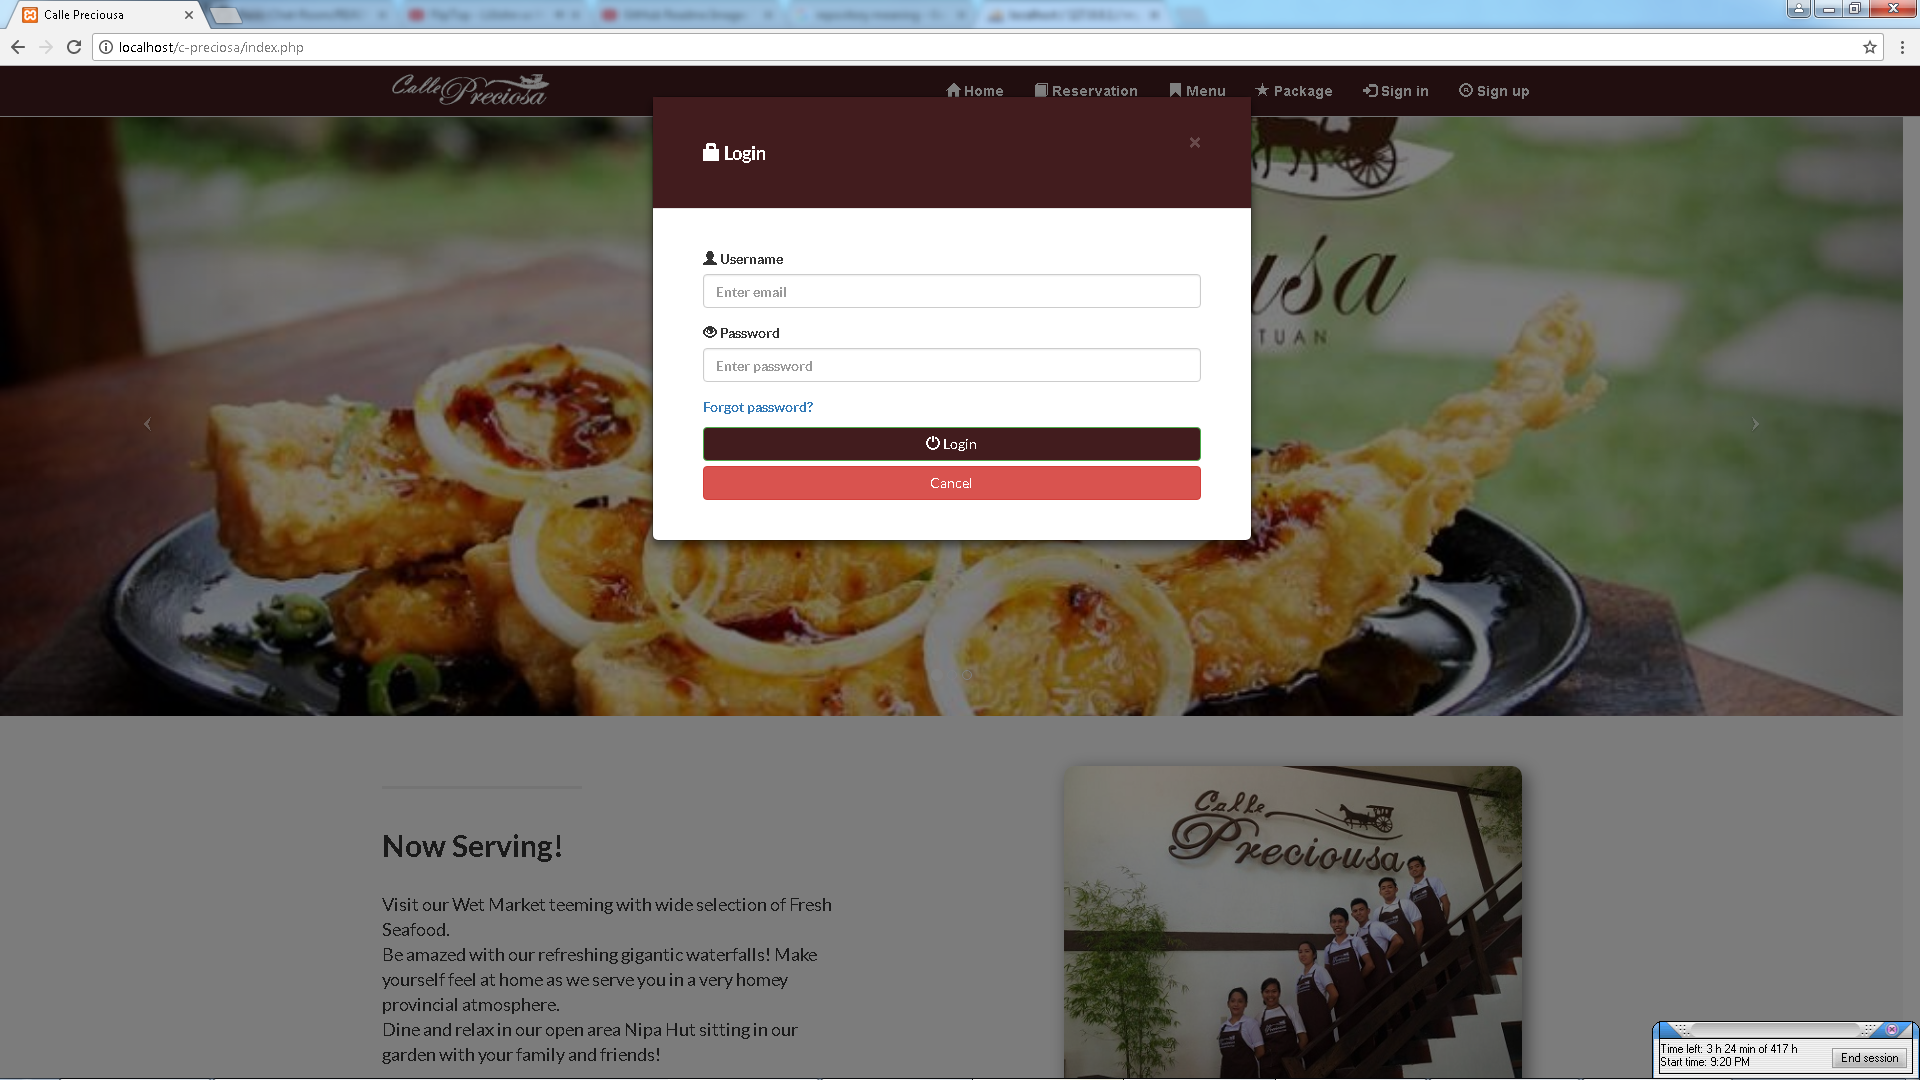 Calle Preciousa
localhost/c-preciosa/index.php
Calle Preciosa
Home Reservation Menu Package Sign in Sign up
Login
×
Username
Enter email
Password
Enter password
Forgot password?
Login
Cancel
usa
TUAN
Now Serving!
Visit our Wet Market teeming with wide selection of Fresh
Seafood.
Be amazed with our refreshing gigantic waterfalls! Make
yourself feel at home as we serve you in a very homey
provincial atmosphere.
Dine and relax in our open area Nipa Hut sitting in our
garden with your family and friends!
Calle
Preciousa
Time left: 3 h 24 min of 417 h
Start time: 9:20 PM
End session